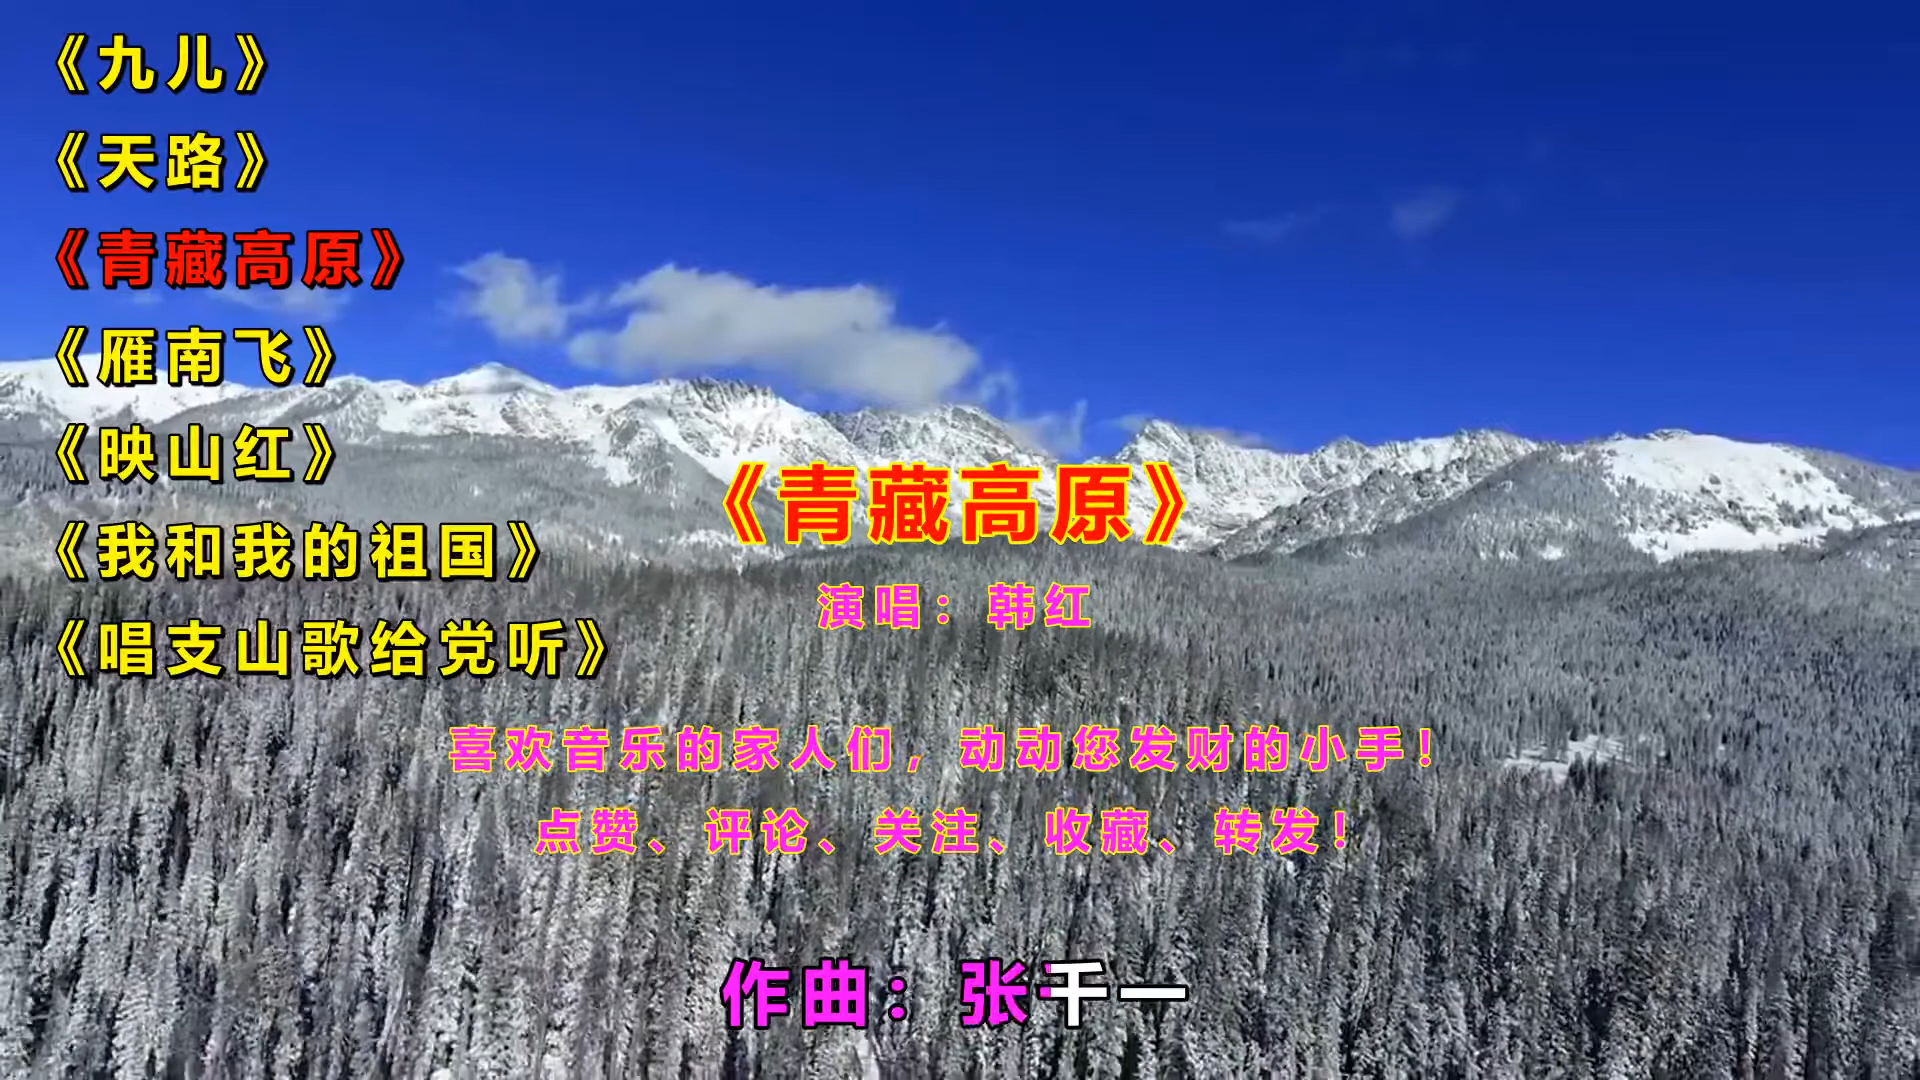 《九儿》
《天路》
《青藏高原》
《雁南飞》
《映山红》
《我和我的祖国》
《唱支山歌给党听》
《青藏高原》
演唱：韩红
喜欢音乐的家人们，动动您发财的小手！
点赞、评论、关注、收藏、转发！
作曲：张千一